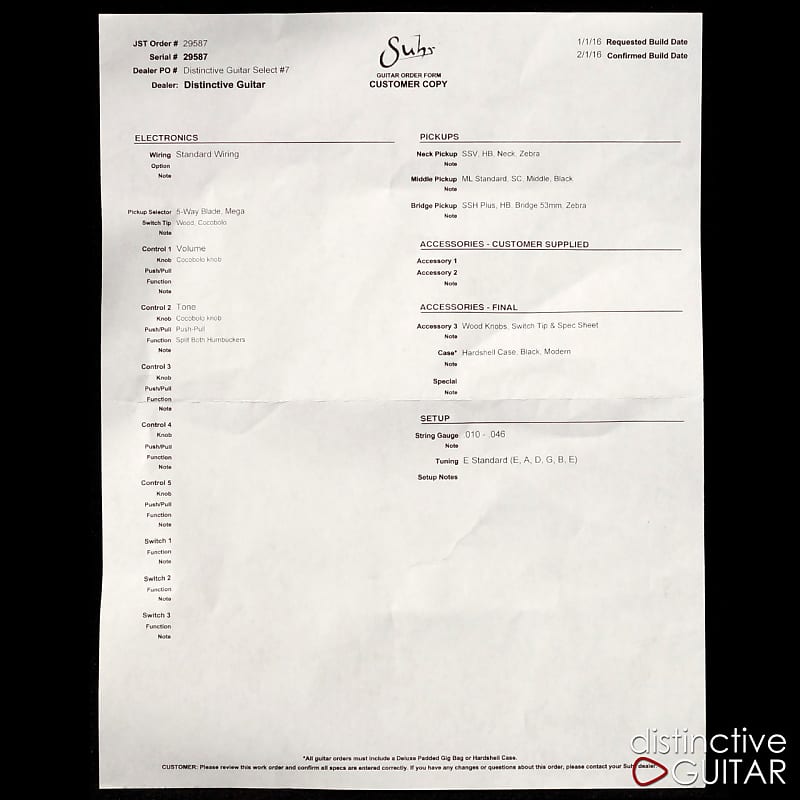 JST Order # 29587
Serial # 29587
Dealer PO # Distinctive Guitar Select #7
Dealer: Distinctive Guitar
Suhr
GUITAR ORDER FORM
CUSTOMER COPY
1/1/16 Requested Build Date
2/1/16 Confirmed Build Date
ELECTRONICS
Wiring Standard Wiring
Option
Note
Pickup Selector 5-Way Blade, Mega
Switch Tip Wood, Cocobolo
Note
Control 1 Volume
Knob Cocobolo knob
Push/Pull
Function
Note
Control 2 Tone
Knob Cocobolo knob
Push/Pull Push-Pull
Function Split Both Humbuckers
Note
Control 3
Knob
Push/Pull
Function
Note
Control 4
Knob
Push/Pull
Function
Note
Control 5
Knob
Push/Pull
Function
Note
Switch 1
Function
Note
Switch 2
Function
Note
Switch 3
Function
Note
PICKUPS
Neck Pickup SSV, HB, Neck, Zebra
Note
Middle Pickup ML Standard, SC, Middle, Black
Note
Bridge Pickup SSH Plus, HB, Bridge 53mm, Zebra
Note
ACCESSORIES - CUSTOMER SUPPLIED
Accessory 1
Accessory 2
Note
ACCESSORIES - FINAL
Accessory 3 Wood Knobs, Switch Tip & Spec Sheet
Note
Case* Hardshell Case, Black, Modern
Note
Special
Note
SETUP
String Gauge .010 - .046
Note
Tuning E Standard (E, A, D, G, B, E)
Setup Notes
*All guitar orders must include a Deluxe Padded Gig Bag or Hardshell Case.
CUSTOMER: Please review this work order and confirm all specs are entered correctly. If you have any changes or questions about this order, please contact your Suhr dealer.
distinctive
GUITAR